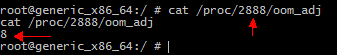 root@generic_x86_64:/ # cat /proc/2888/oom_adj
cat /proc/2888/oom_adj
8
root@generic_x86_64:/ #